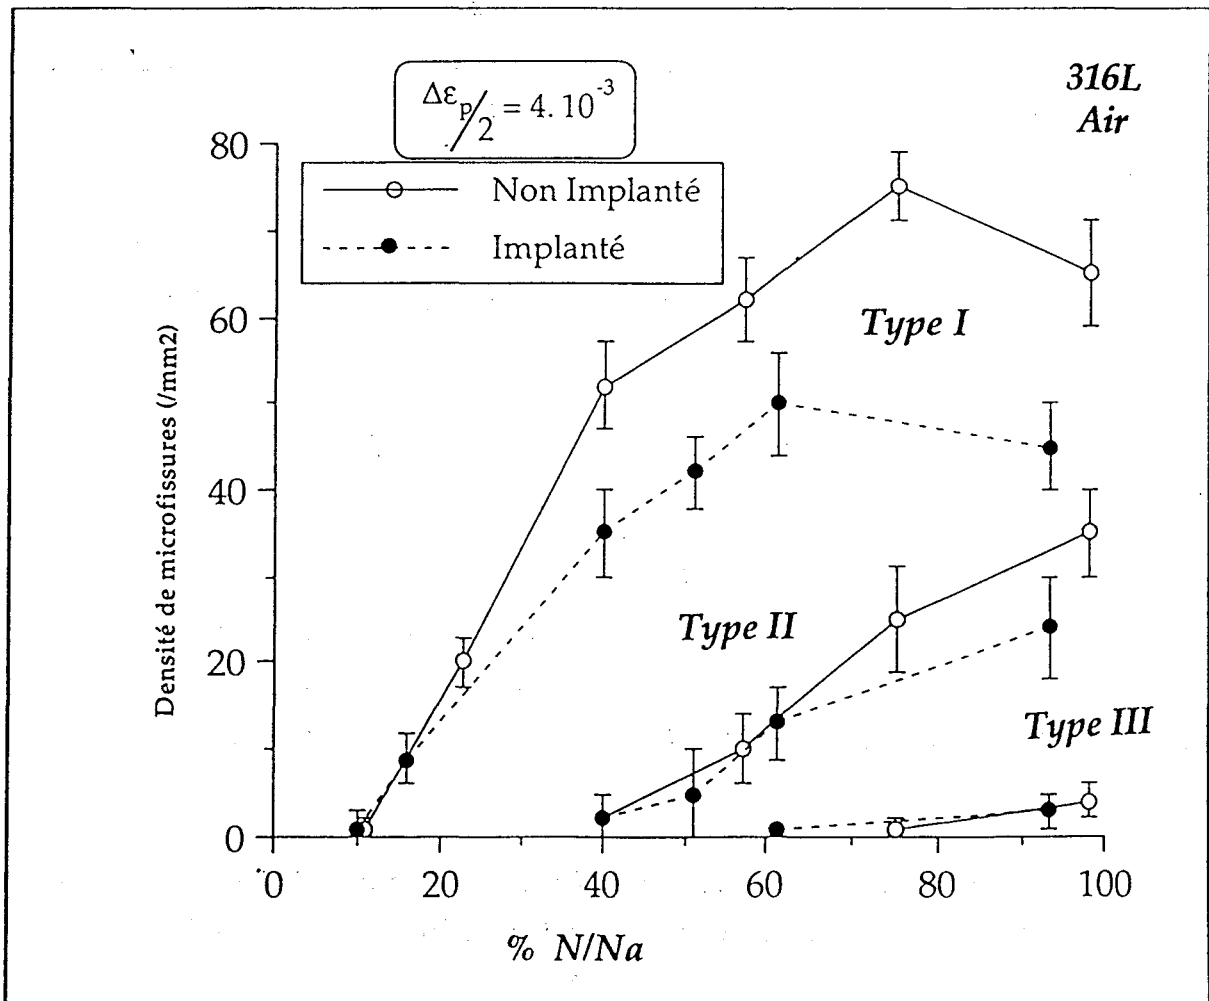 316L
Air
Δεp/2 = 4. 10-3
Non Implanté
Implanté
Densité de microfissures (/mm2)
80
60
40
20
0
Type I
Type II
Type III
0 20 40 60 80 100
% N/Na